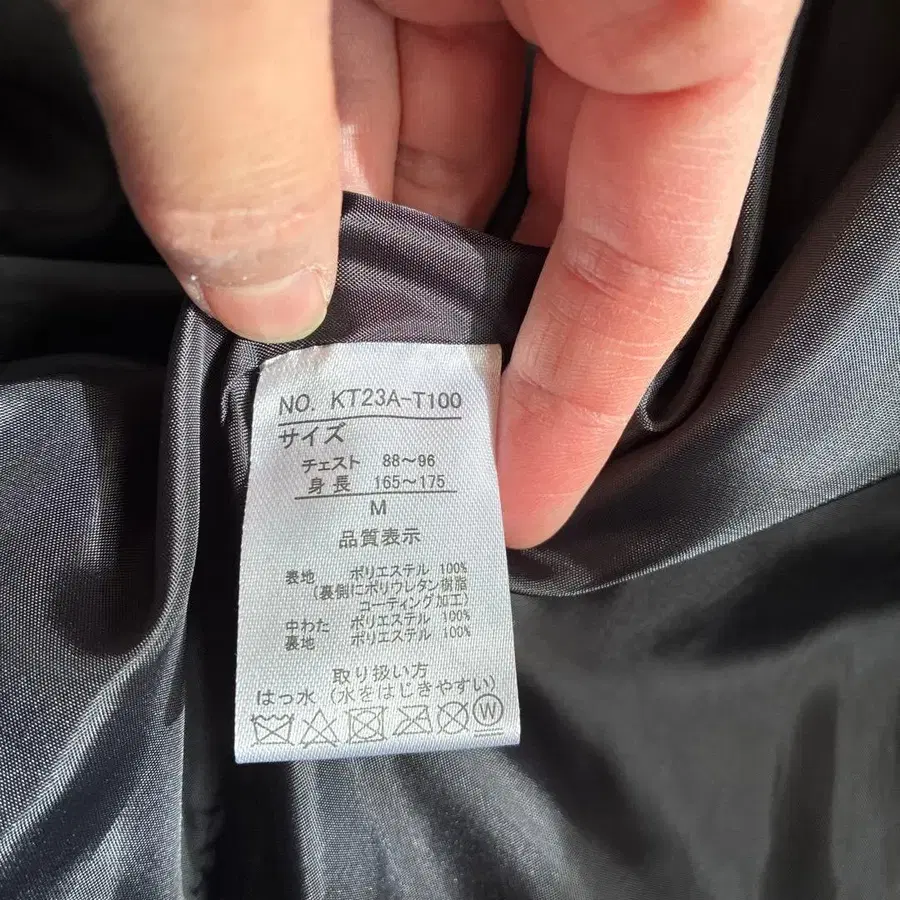 NO. KT23A-T100
サイズ
チェスト 88～96
身長 165～175
M
品質表示
表地 ポリエステル 100%
(裏側にポリウレタン樹脂
コーティング加工)
中わた ポリエステル 100%
裏地 ポリエステル 100%
取り扱い方
はっ水 (水をはじきやすい)
W